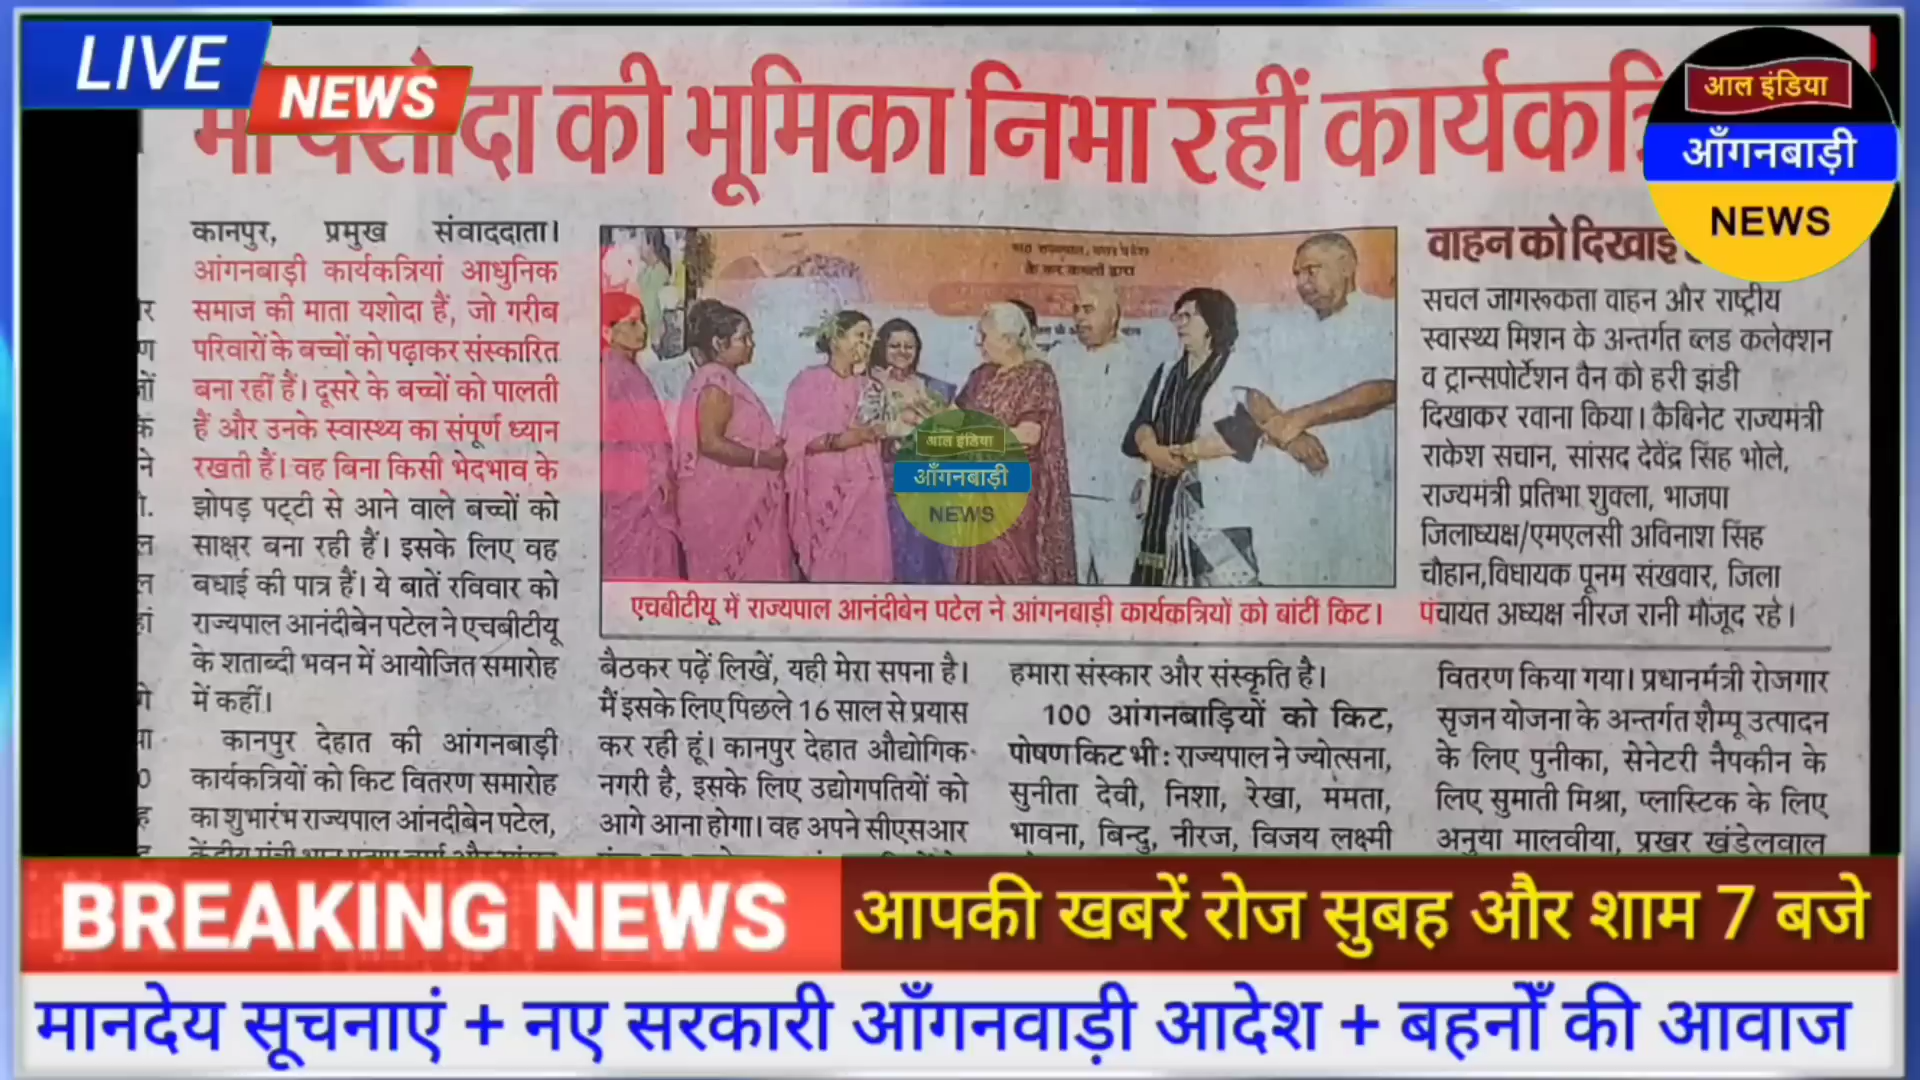 LIVE
NEWS
की भूमिका निभा रहीं
आल इंडिया
आँगनबाड़ी
NEWS
कानपुर, प्रमुख संवाददाता।
आंगनबाड़ी कार्यकत्रियां आधुनिक
समाज की माता यशोदा हैं, जो गरीब
परिवारों के बच्चों को पढ़ाकर संस्कारित
बना रहीं हैं। दूसरे के बच्चों को पालती
हैं और उनके स्वास्थ्य का संपूर्ण ध्यान
रखती हैं। वह बिना किसी भेदभाव के
झोपड़ पट्टी से आने वाले बच्चों को
साक्षर बना रही हैं। इसके लिए वह
बधाई की पात्र हैं। ये बातें रविवार को
राज्यपाल आनंदीबेन पटेल ने एचबीटीयू
के शताब्दी भवन में आयोजित समारोह
में कहीं।
कानपुर देहात की आंगनबाड़ी
कार्यकत्रियों को किट वितरण समारोह
का शुभारंभ राज्यपाल आंनदीबेन पटेल,
के कर कमलों द्वारा
आल इंडिया
आँगनबाड़ी
NEWS
एचबीटीयू में राज्यपाल आनंदीबेन पटेल ने आंगनबाड़ी कार्यकत्रियों को बांटीं किट।
बैठकर पढ़ें लिखें, यही मेरा सपना है।
मैं इसके लिए पिछले 16 साल से प्रयास
कर रही हूं। कानपुर देहात औद्योगिक
नगरी है, इसके लिए उद्योगपतियों को
आगे आना होगा। वह अपने सीएसआर
हमारा संस्कार और संस्कृति है।
100 आंगनबाड़ियों को किट,
पोषण किट भी : राज्यपाल ने ज्योत्सना,
सुनीता देवी, निशा, रेखा, ममता,
भावना, बिन्दु, नीरज, विजय लक्ष्मी
वाहन को दिखाई
सचल जागरूकता वाहन और राष्ट्रीय
स्वास्थ्य मिशन के अन्तर्गत ब्लड कलेक्शन
व ट्रान्सपोर्टेशन वैन को हरी झंडी
दिखाकर रवाना किया। कैबिनेट राज्यमंत्री
राकेश सचान, सांसद देवेंद्र सिंह भोले,
राज्यमंत्री प्रतिभा शुक्ला, भाजपा
जिलाध्यक्ष/एमएलसी अविनाश सिंह
चौहान,विधायक पूनम संखवार, जिला
पंचायत अध्यक्ष नीरज रानी मौजूद रहे।
वितरण किया गया। प्रधानमंत्री रोजगार
सृजन योजना के अन्तर्गत शैम्पू उत्पादन
के लिए पुनीका, सेनेटरी नैपकीन के
लिए सुमाती मिश्रा, प्लास्टिक के लिए
अनुया मालवीया, प्रखर खंडेलवाल
BREAKING NEWS
आपकी खबरें रोज सुबह और शाम 7 बजे
मानदेय सूचनाएं + नए सरकारी आँगनवाड़ी आदेश + बहनोँ की आवाज